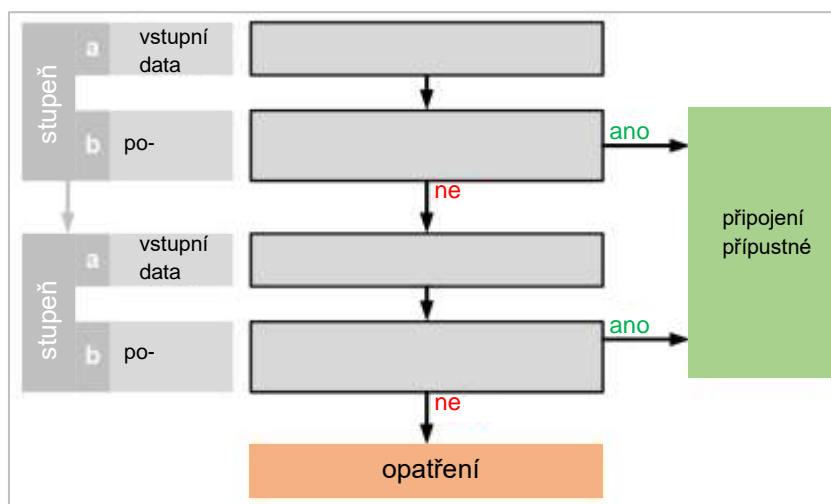 stupeň
a
vstupní
data
b
po-
ano
ne
připojení
přípustné
stupeň
a
vstupní
data
b
po-
ano
ne
opatření